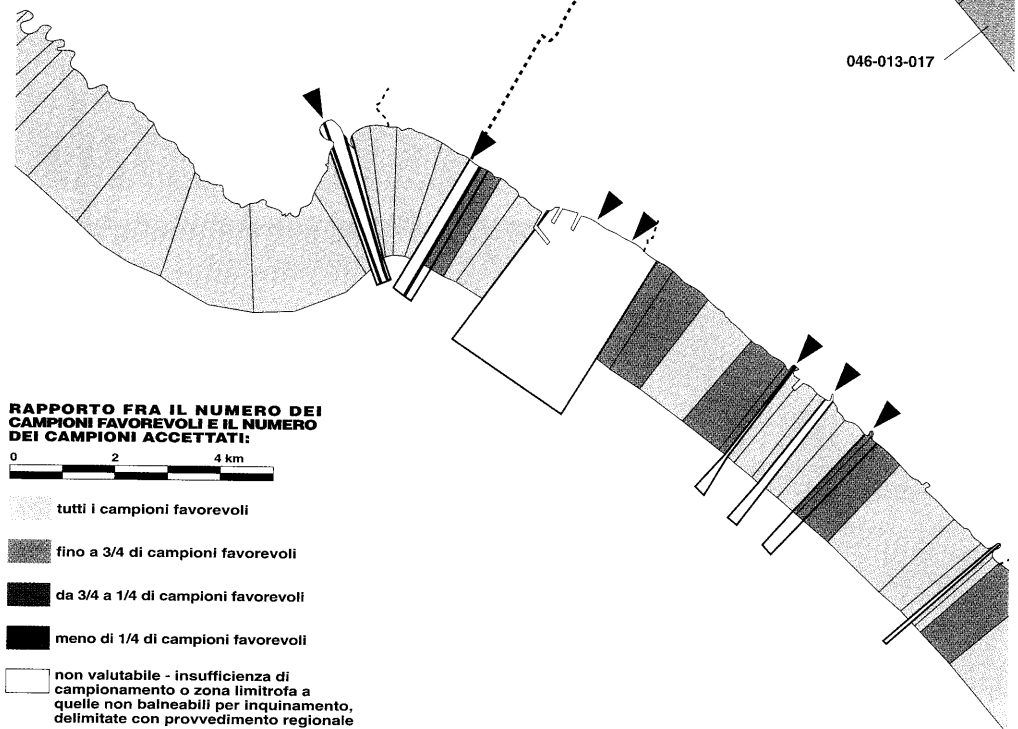 046-013-017
RAPPORTO FRA IL NUMERO DEI
CAMPIONI FAVOREVOLI E IL NUMERO
DEI CAMPIONI ACCETTATI:
0 2 4 km
tutti i campioni favorevoli
fino a 3/4 di campioni favorevoli
da 3/4 a 1/4 di campioni favorevoli
meno di 1/4 di campioni favorevoli
non valutabile - insufficienza di
campionamento o zona limitrofa a
quelle non balneabili per inquinamento,
delimitate con provvedimento regionale